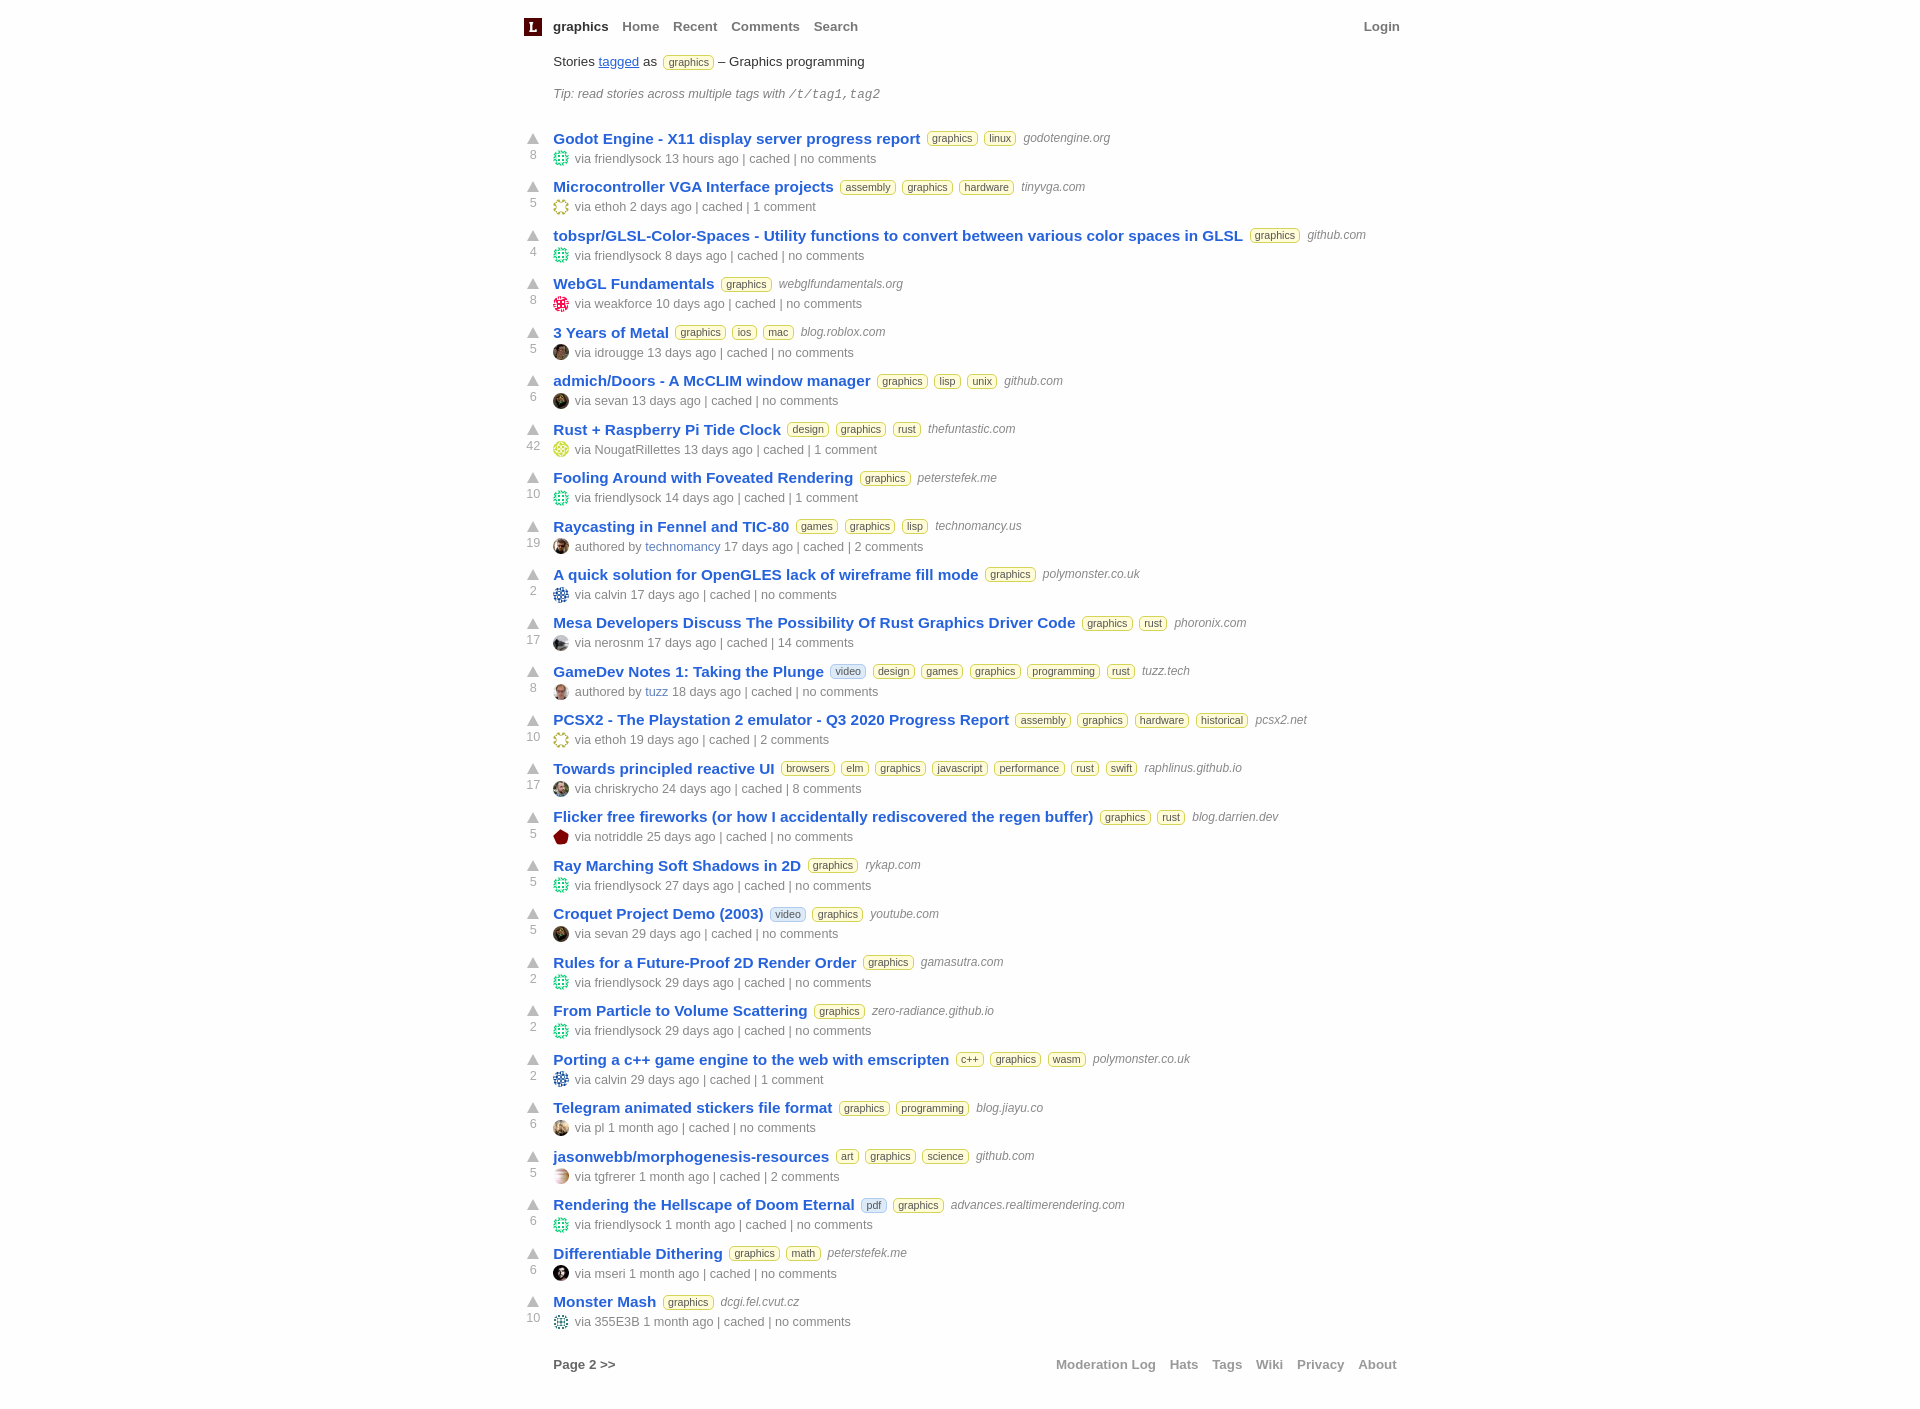 L graphics Home Recent Comments Search Login
Stories tagged as graphics – Graphics programming
Tip: read stories across multiple tags with /t/tag1,tag2
Godot Engine - X11 display server progress report graphics linux godotengine.org
8 via friendlysock 13 hours ago | cached | no comments
Microcontroller VGA Interface projects assembly graphics hardware tinyvga.com
5 via ethoh 2 days ago | cached | 1 comment
tobspr/GLSL-Color-Spaces - Utility functions to convert between various color spaces in GLSL graphics github.com
4 via friendlysock 8 days ago | cached | no comments
WebGL Fundamentals graphics webglfundamentals.org
8 via weakforce 10 days ago | cached | no comments
3 Years of Metal graphics ios mac blog.roblox.com
5 via idrougge 13 days ago | cached | no comments
admich/Doors - A McCLIM window manager graphics lisp unix github.com
6 via sevan 13 days ago | cached | no comments
Rust + Raspberry Pi Tide Clock design graphics rust thefuntastic.com
42 via NougatRillettes 13 days ago | cached | 1 comment
Fooling Around with Foveated Rendering graphics peterstefek.me
10 via friendlysock 14 days ago | cached | 1 comment
Raycasting in Fennel and TIC-80 games graphics lisp technomancy.us
19 authored by technomancy 17 days ago | cached | 2 comments
A quick solution for OpenGLES lack of wireframe fill mode graphics polymonster.co.uk
2 via calvin 17 days ago | cached | no comments
Mesa Developers Discuss The Possibility Of Rust Graphics Driver Code graphics rust phoronix.com
17 via nerosnm 17 days ago | cached | 14 comments
GameDev Notes 1: Taking the Plunge video design games graphics programming rust tuzz.tech
8 authored by tuzz 18 days ago | cached | no comments
PCSX2 - The Playstation 2 emulator - Q3 2020 Progress Report assembly graphics hardware historical pcsx2.net
10 via ethoh 19 days ago | cached | 2 comments
Towards principled reactive UI browsers elm graphics javascript performance rust swift raphlinus.github.io
17 via chriskrycho 24 days ago | cached | 8 comments
Flicker free fireworks (or how I accidentally rediscovered the regen buffer) graphics rust blog.darrien.dev
5 via notriddle 25 days ago | cached | no comments
Ray Marching Soft Shadows in 2D graphics rykap.com
5 via friendlysock 27 days ago | cached | no comments
Croquet Project Demo (2003) video graphics youtube.com
5 via sevan 29 days ago | cached | no comments
Rules for a Future-Proof 2D Render Order graphics gamasutra.com
2 via friendlysock 29 days ago | cached | no comments
From Particle to Volume Scattering graphics zero-radiance.github.io
2 via friendlysock 29 days ago | cached | no comments
Porting a c++ game engine to the web with emscripten c++ graphics wasm polymonster.co.uk
2 via calvin 29 days ago | cached | 1 comment
Telegram animated stickers file format graphics programming blog.jiayu.co
6 via pl 1 month ago | cached | no comments
jasonwebb/morphogenesis-resources art graphics science github.com
5 via tgfrerer 1 month ago | cached | 2 comments
Rendering the Hellscape of Doom Eternal pdf graphics advances.realtimerendering.com
6 via friendlysock 1 month ago | cached | no comments
Differentiable Dithering graphics math peterstefek.me
6 via mseri 1 month ago | cached | no comments
Monster Mash graphics dcgi.fel.cvut.cz
10 via 355E3B 1 month ago | cached | no comments
Page 2 >> Moderation Log Hats Tags Wiki Privacy About